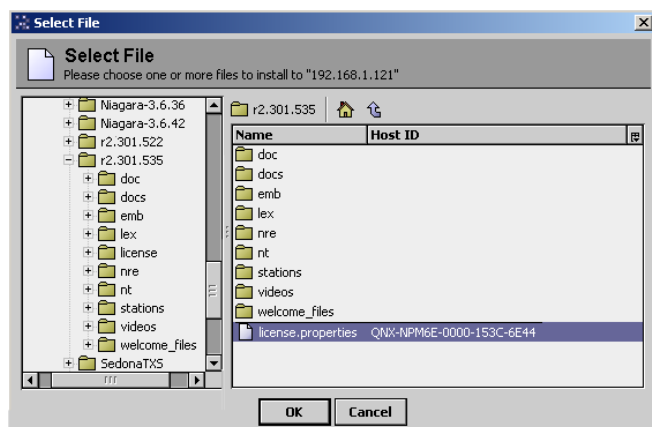 Select File
Select File
Please choose one or more files to install to "192.168.1.121"
Niagara-3.6.36
Niagara-3.6.42
r2.301.522
r2.301.535
doc
docs
emb
lex
license
nre
nt
stations
videos
welcome_files
SedonaTXS
r2.301.535
Name Host ID
doc
docs
emb
lex
nre
nt
stations
videos
welcome_files
license.properties QNX-NPM6E-0000-153C-6E44
OK Cancel